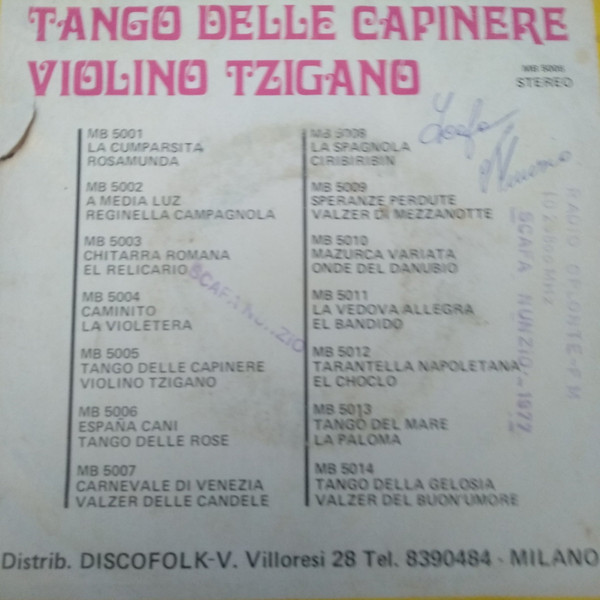 TANGO DELLE CAPINERE
VIOLINO TZIGANO
MB 5005
STEREO
MB 5001
LA CUMPARSITA
ROSAMUNDA
MB 5002
A MEDIA LUZ
REGINELLA CAMPAGNOLA
MB 5003
CHITARRA ROMANA
EL RELICARIO
MB 5004
CAMINITO
LA VIOLETERA
MB 5005
TANGO DELLE CAPINERE
VIOLINO TZIGANO
MB 5006
ESPAÑA CANI
TANGO DELLE ROSE
MB 5007
CARNEVALE DI VENEZIA
VALZER DELLE CANDELE
MB 5008
LA SPAGNOLA
CIRIBIRIBIN
MB 5009
SPERANZE PERDUTE
VALZER DI MEZZANOTTE
MB 5010
MAZURCA VARIATA
ONDE DEL DANUBIO
MB 5011
LA VEDOVA ALLEGRA
EL BANDIDO
MB 5012
TARANTELLA NAPOLETANA
EL CHOCLO
MB 5013
TANGO DEL MARE
LA PALOMA
MB 5014
TANGO DELLA GELOSIA
VALZER DEL BUON'UMORE
Scafa
Nunzio
SCAFA NUNZIO
RADIO
SCAFA NUNZIO - 1977
Distrib. DISCOFOLK-V. Villoresi 28 Tel. 8390484 - MILANO